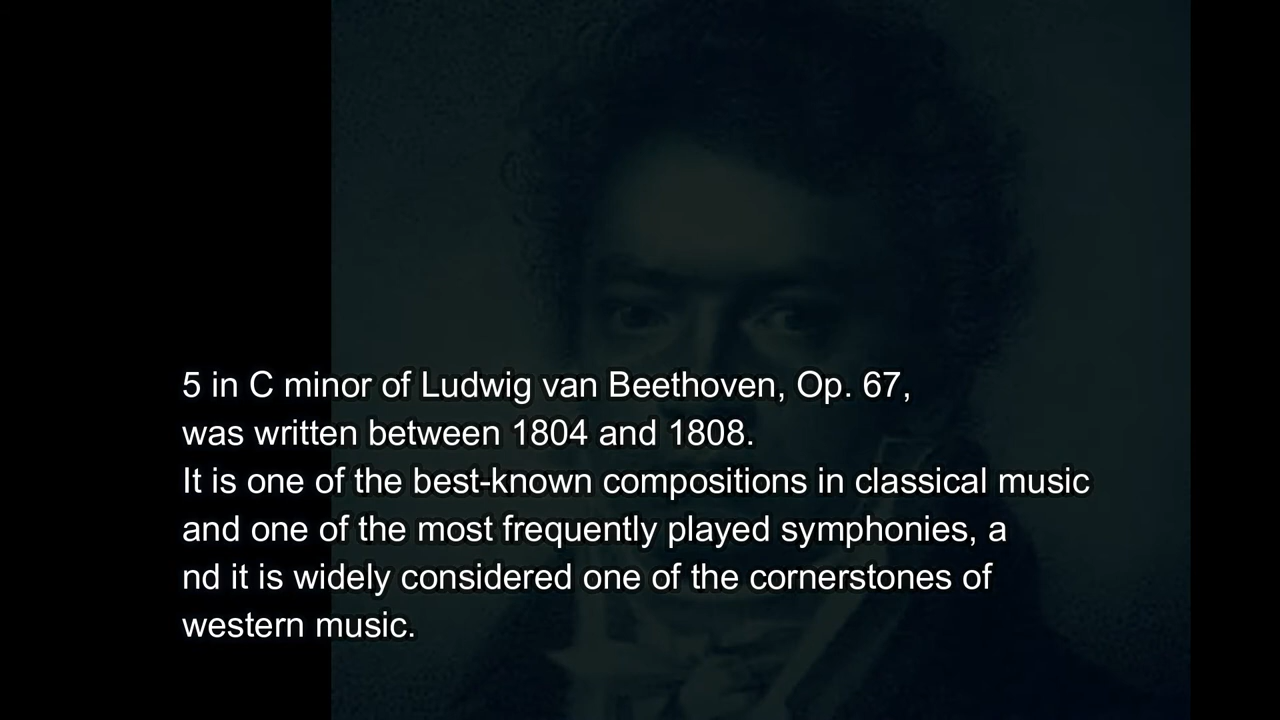 5 in C minor of Ludwig van Beethoven, Op. 67,
was written between 1804 and 1808.
It is one of the best-known compositions in classical music
and one of the most frequently played symphonies, a
nd it is widely considered one of the cornerstones of
western music.